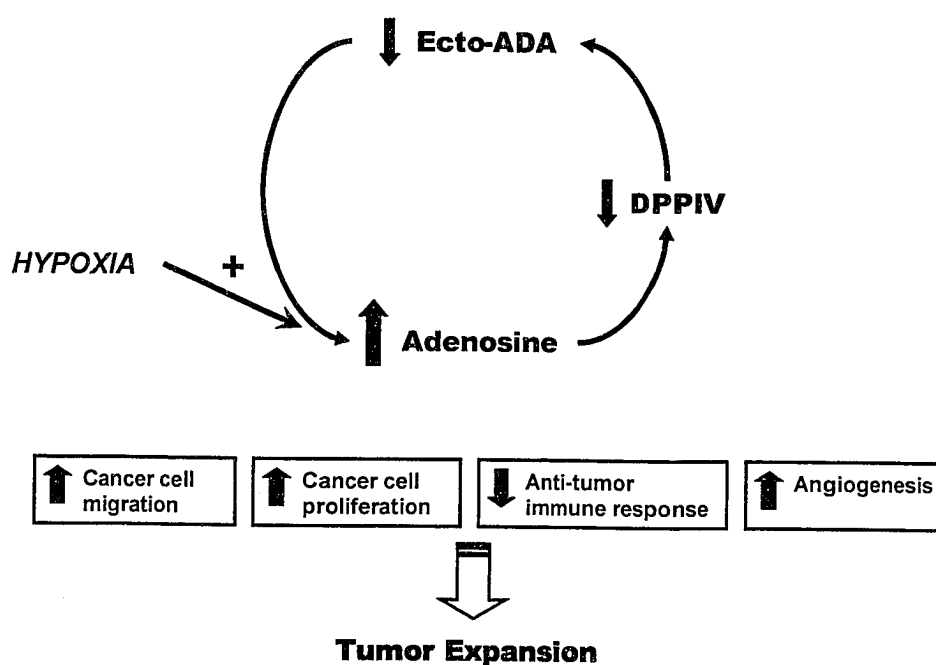 Ecto-ADA
DPPIV
HYPOXIA
+
Adenosine
Cancer cell
migration
Cancer cell
proliferation
Anti-tumor
immune response
Angiogenesis
Tumor Expansion